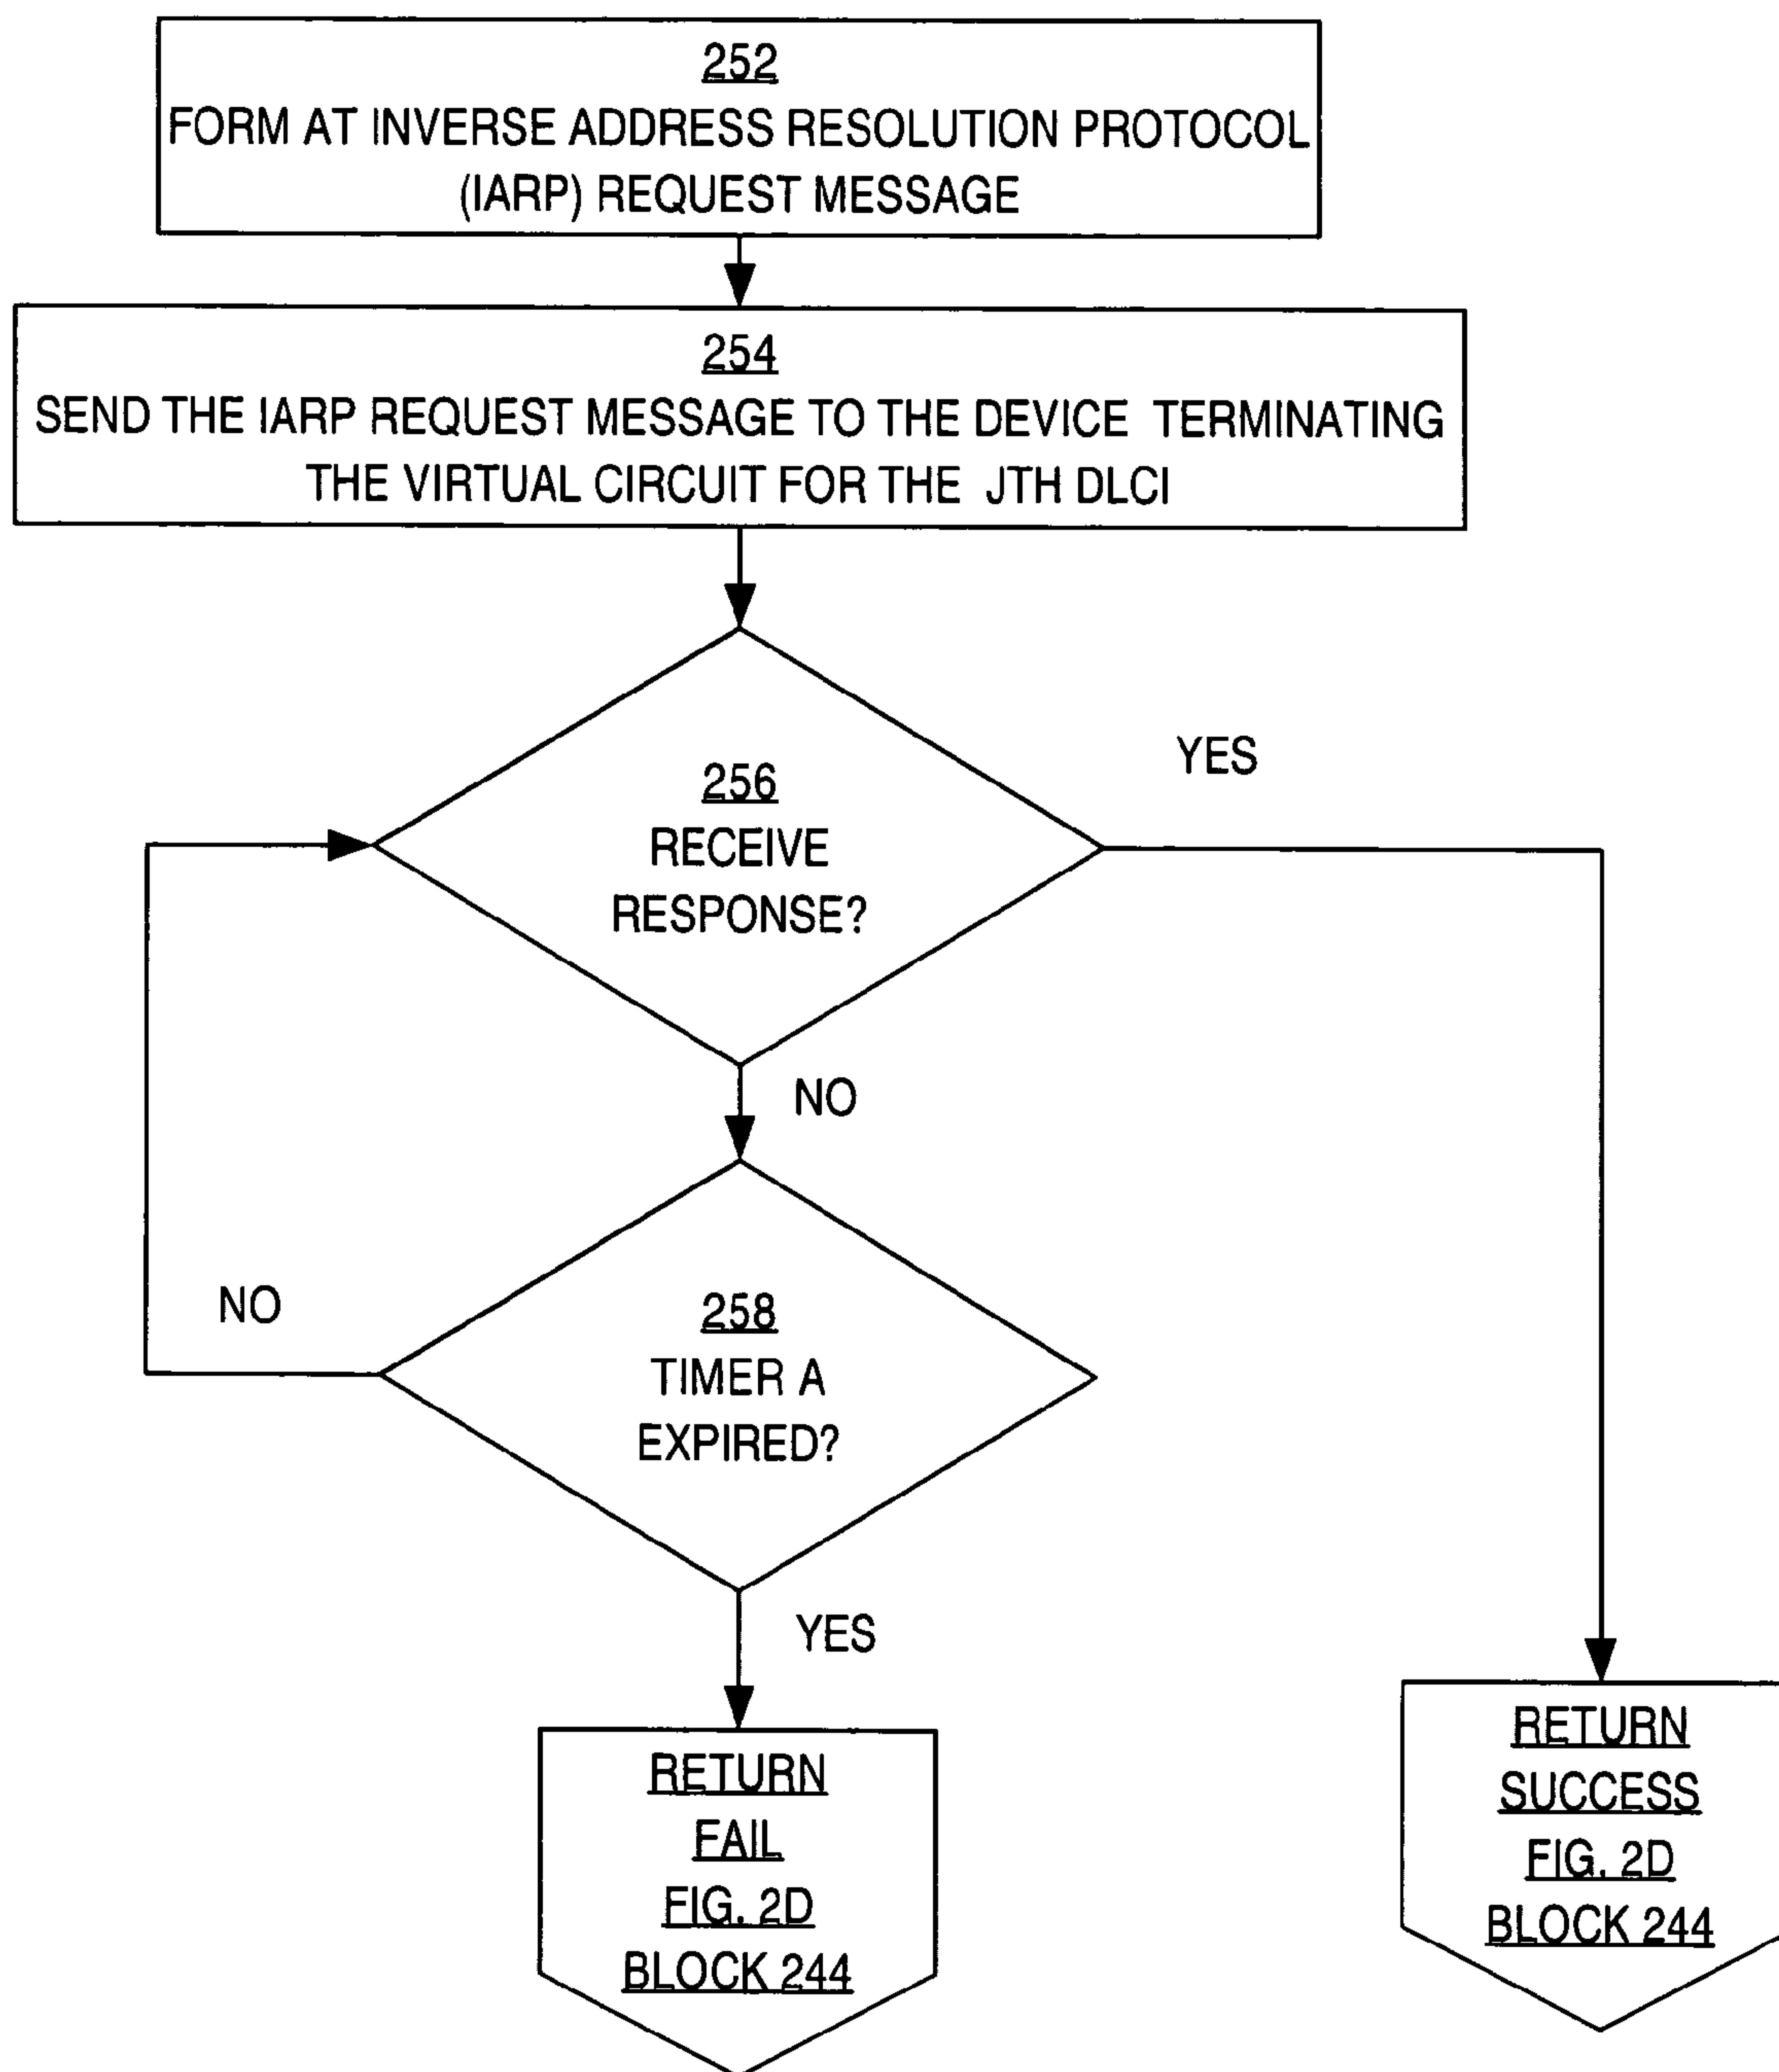 252
FORM AT INVERSE ADDRESS RESOLUTION PROTOCOL
(IARP) REQUEST MESSAGE
254
SEND THE IARP REQUEST MESSAGE TO THE DEVICE TERMINATING
THE VIRTUAL CIRCUIT FOR THE JTH DLCI
YES
256
RECEIVE
RESPONSE?
NO
NO
258
TIMER A
EXPIRED?
YES
RETURN
FAIL
FIG. 2D
BLOCK 244
RETURN
SUCCESS
FIG. 2D
BLOCK 244